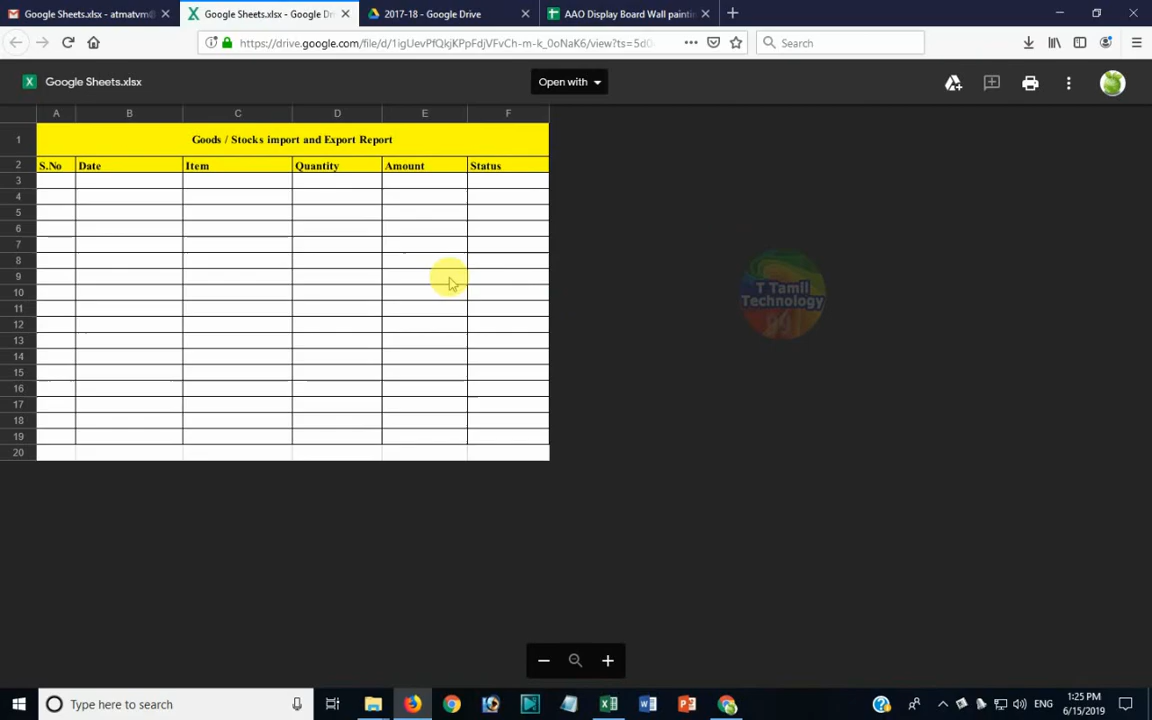 Google Sheets.xlsx - atmatvm@
Google Sheets.xlsx - Google Dri
2017-18 - Google Drive
AAO Display Board Wall paintin
https://drive.google.com/file/d/1igUevPfQkjKPpFdjVFvCh-m-k_0oNaK6/view?ts=5d0
Search
Google Sheets.xlsx
Open with
A B C D E F
1 Goods / Stocks import and Export Report
2 S.No Date Item Quantity Amount Status
3
4
5
6
7
8
9
10
11
12
13
14
15
16
17
18
19
20
T Tamil
Technology
Type here to search
ENG
1:25 PM
6/15/2019